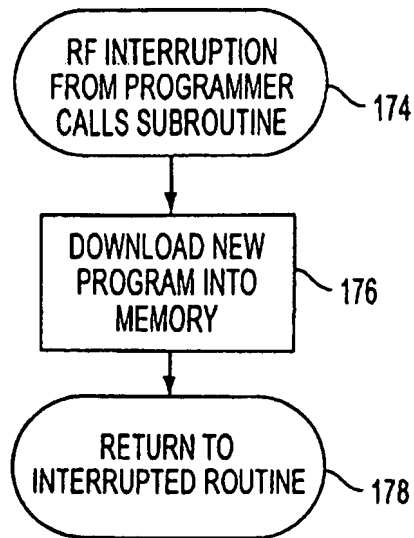 RF INTERRUPTION
FROM PROGRAMMER
CALLS SUBROUTINE
174
DOWNLOAD NEW
PROGRAM INTO
MEMORY
176
RETURN TO
INTERRUPTED ROUTINE
178